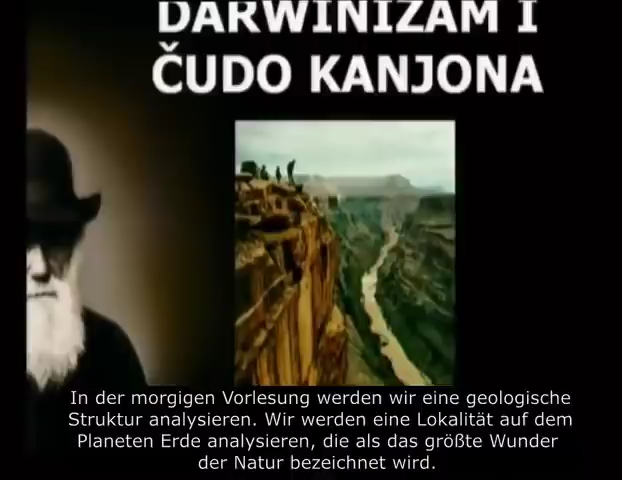 DARWINIZAM I
ČUDO KANJONA
In der morgigen Vorlesung werden wir eine geologische
Struktur analysieren. Wir werden eine Lokalität auf dem
Planeten Erde analysieren, die als das größte Wunder
der Natur bezeichnet wird.